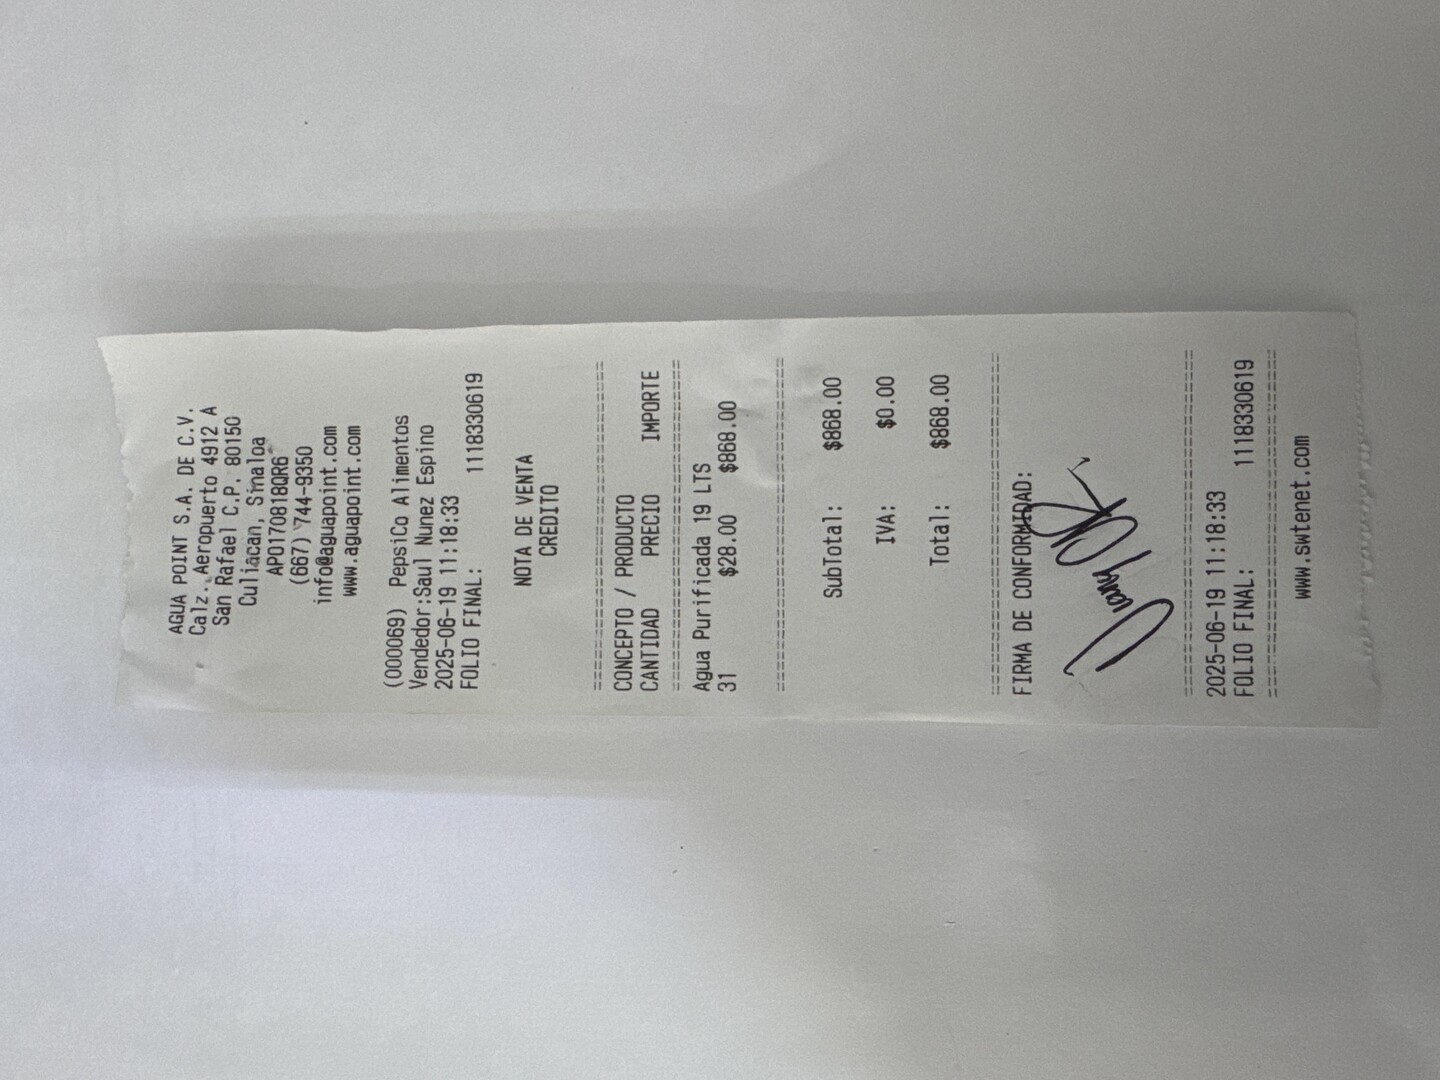 AGUA POINT S.A. DE C.V.
Calz. Aeropuerto 4912 A
San Rafael C.P. 80150
Culiacan, Sinaloa
APO170818QR6
(667) 744-9350
info@aguapoint.com
www.aguapoint.com
(000069) PepsiCo Alimentos
Vendedor:Saul Nunez Espino
2025-06-19 11:18:33
FOLIO FINAL: 1118330619
NOTA DE VENTA
CREDITO
================================
CONCEPTO / PRODUCTO
CANTIDAD PRECIO IMPORTE
================================
Agua Purificada 19 LTS
31 $28.00 $868.00
================================
SubTotal: $868.00
IVA: $0.00
Total: $868.00
================================
FIRMA DE CONFORMIDAD:
================================
2025-06-19 11:18:33
FOLIO FINAL: 1118330619
================================
www.swtenet.com